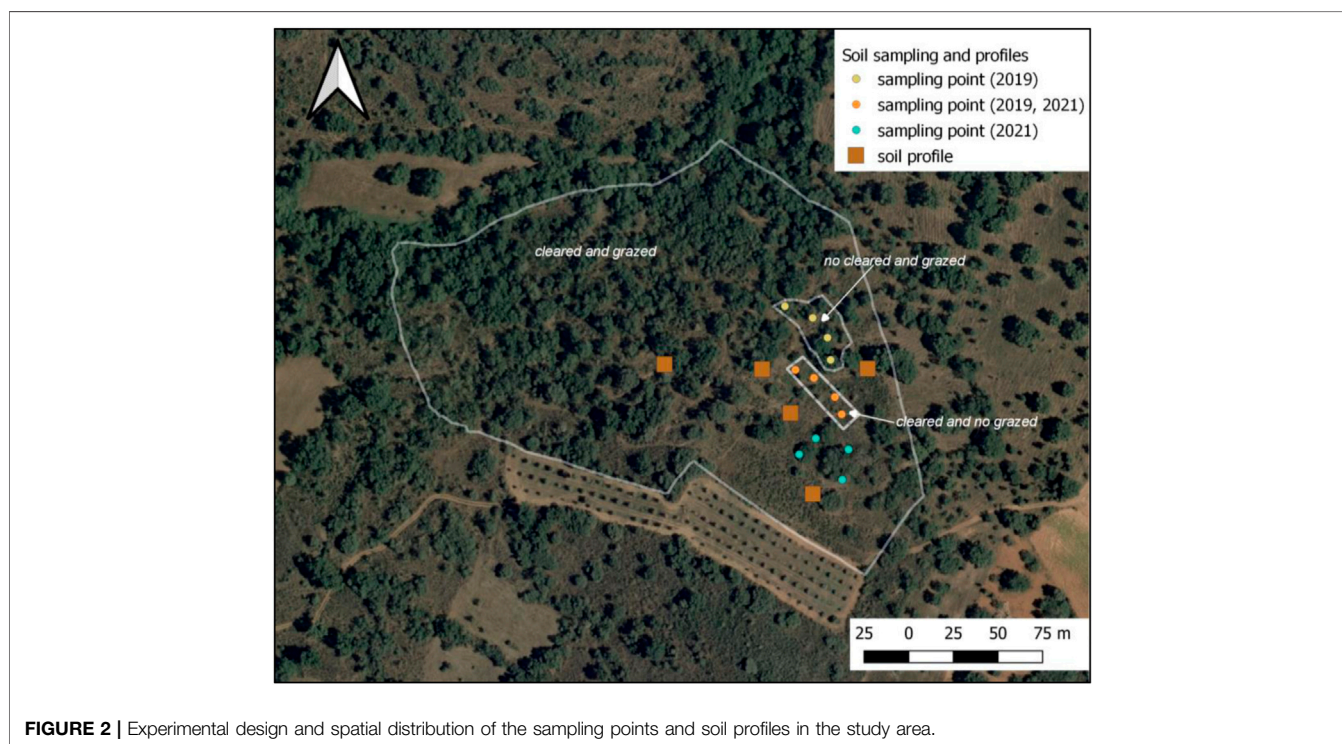 Soil sampling and profiles
sampling point (2019)
sampling point (2019, 2021)
sampling point (2021)
soil profile
cleared and grazed
no cleared and grazed
cleared and no grazed
25 0 25 50 75 m
FIGURE 2 | Experimental design and spatial distribution of the sampling points and soil profiles in the study area.